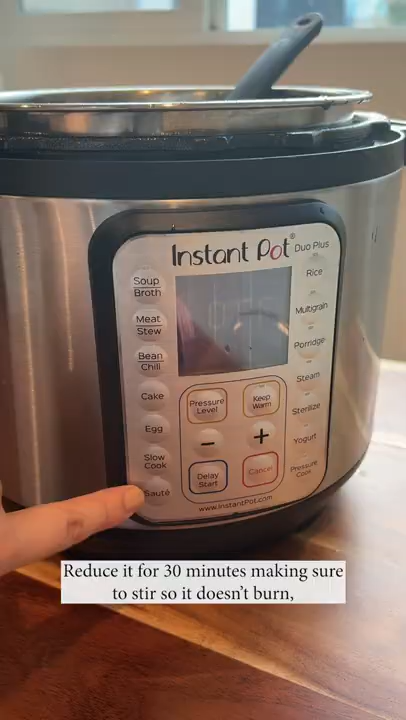 Instant Pot® Duo Plus
Soup
Broth
Meat
Stew
Bean
Chili
Cake
Egg
Slow
Cook
Sauté
Rice
Multigrain
Porridge
Steam
Sterilize
Yogurt
Pressure
Cook
Pressure
Level
Keep
Warm
−
+
Delay
Start
Cancel
www.InstantPot.com
Reduce it for 30 minutes making sure
to stir so it doesn't burn,